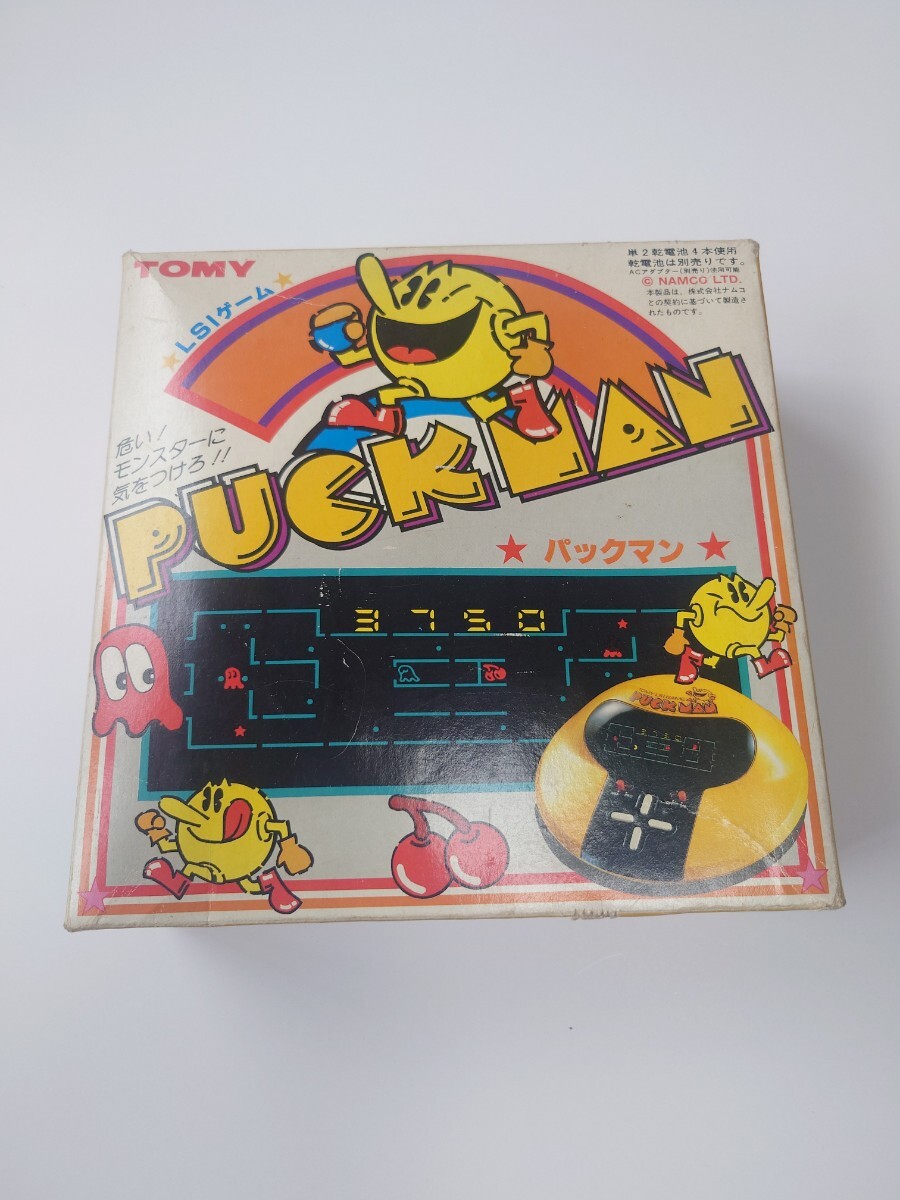 TOMY
★LSIゲーム★
単2乾電池4本使用
乾電池は別売りです。
ACアダプター(別売り)使用可能
© NAMCO LTD.
本製品は、株式会社ナムコ
との契約に基づいて製造さ
れたものです。
危い!
モンスターに
気をつけろ!!
PUCKMAN
★ パックマン ★
3750
PUCKMAN